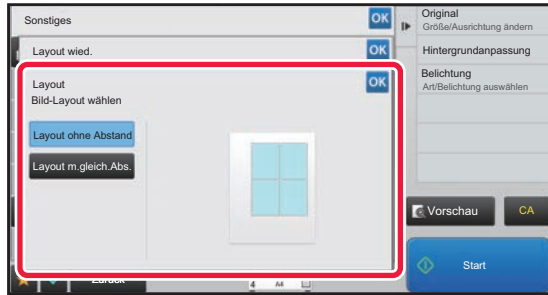 Sonstiges
OK
Layout wied.
OK
Layout
OK
Bild-Layout wählen
Layout ohne Abstand
Layout m.gleich.Abs.
Original
Größe/Ausrichtung ändern
Hintergrundanpassung
Belichtung
Art/Belichtung auswählen
Vorschau
CA
Start
Zurück
4
A4